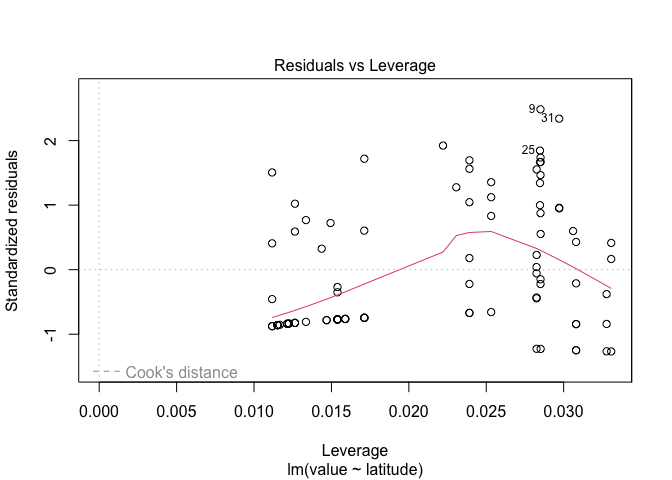 Residuals vs Leverage
Standardized residuals
2
1
0
-1
9
31
25
Cook's distance
0.000 0.005 0.010 0.015 0.020 0.025 0.030
Leverage
lm(value ~ latitude)